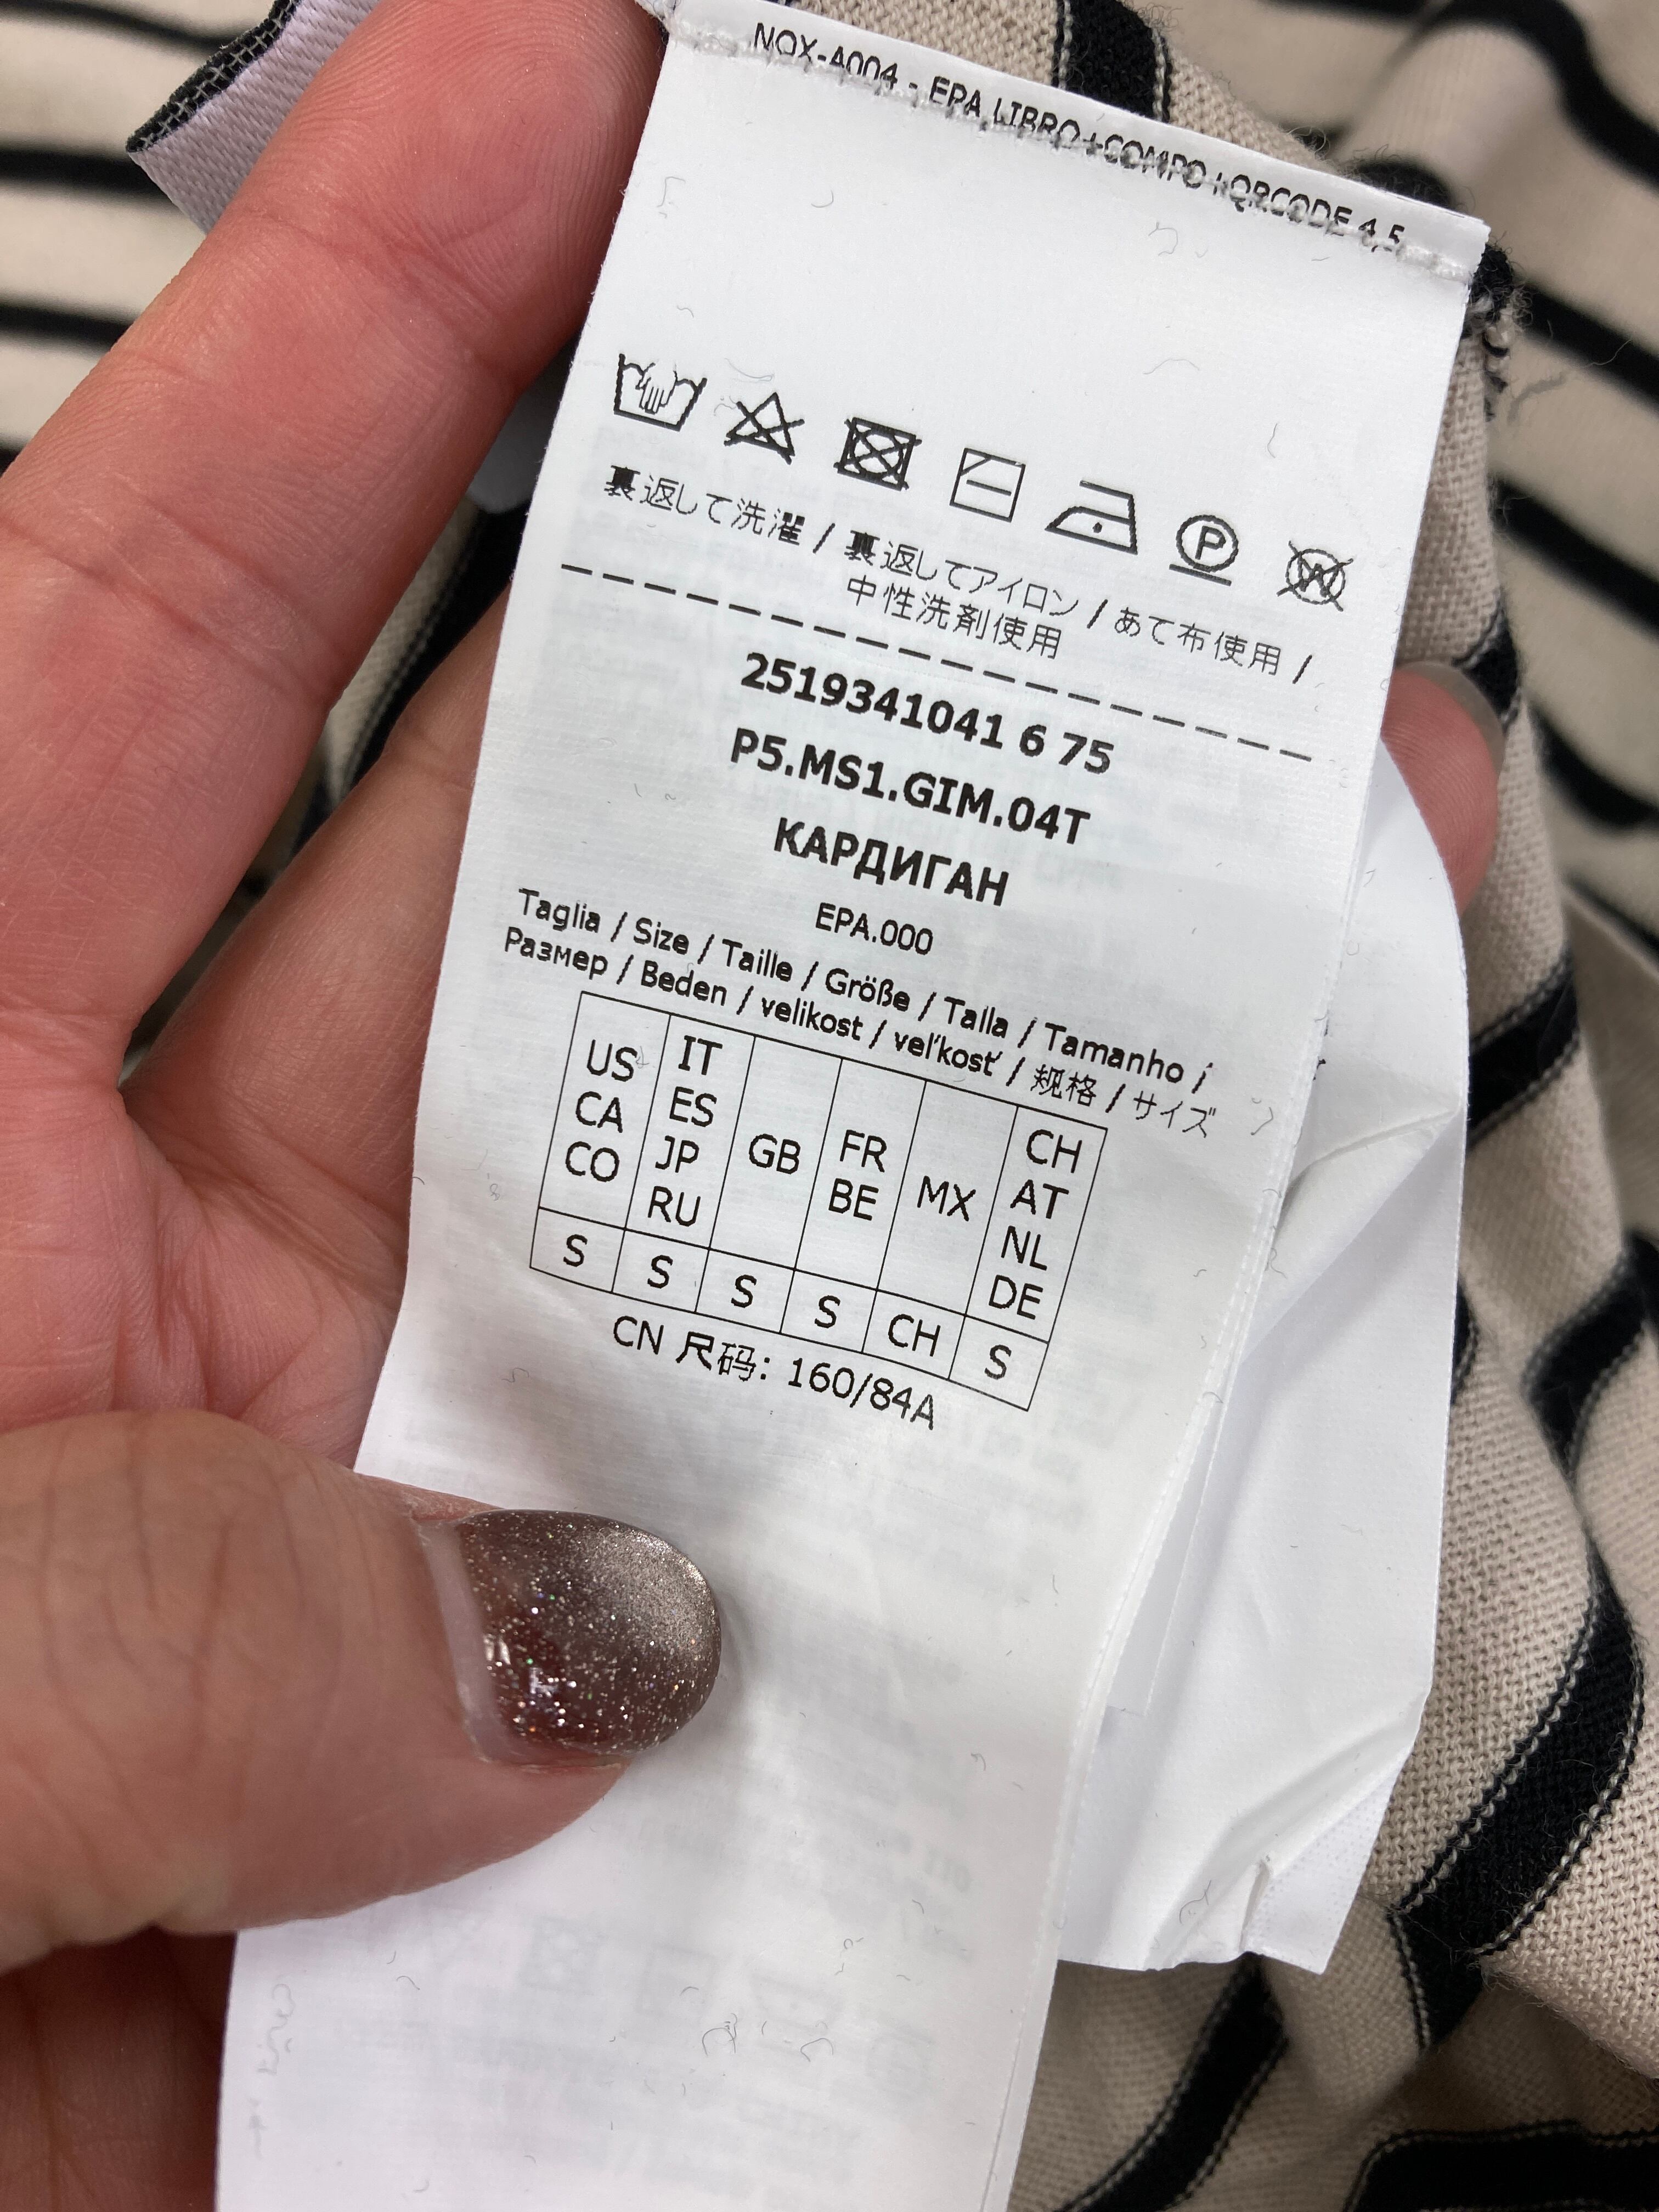 NOX-A004 - EPA LIBRO+COMPO+QRCODE 4,5
P
W
裏返して洗濯 / 裏返してアイロン / あて布使用 /
中性洗剤使用
2519341041 6 75
P5.MS1.GIM.04T
КАРДИГАН
EPA.000
Taglia / Size / Taille / Größe / Talla / Tamanho /
Размер / Beden / velikost / veľkosť / 规格 / サイズ
US CA CO
IT ES JP RU
GB
FR BE
MX
CH AT NL DE
S S S S CH S
CN 尺码: 160/84A